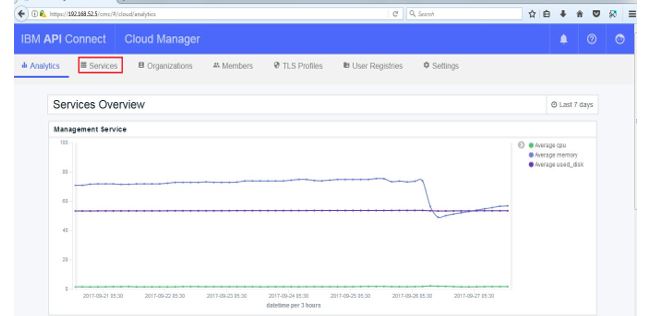 https://192.168.52.5/cmc/#/cloud/analytics
Search
IBM API Connect Cloud Manager
Analytics Services Organizations Members TLS Profiles User Registries Settings
Services Overview
Last 7 days
Management Service
Average cpu
Average memory
Average used_disk
100
80
60
40
20
0
2017-09-21 05:30 2017-09-22 05:30 2017-09-23 05:30 2017-09-24 05:30 2017-09-25 05:30 2017-09-26 05:30 2017-09-27 05:30
datetime per 3 hours